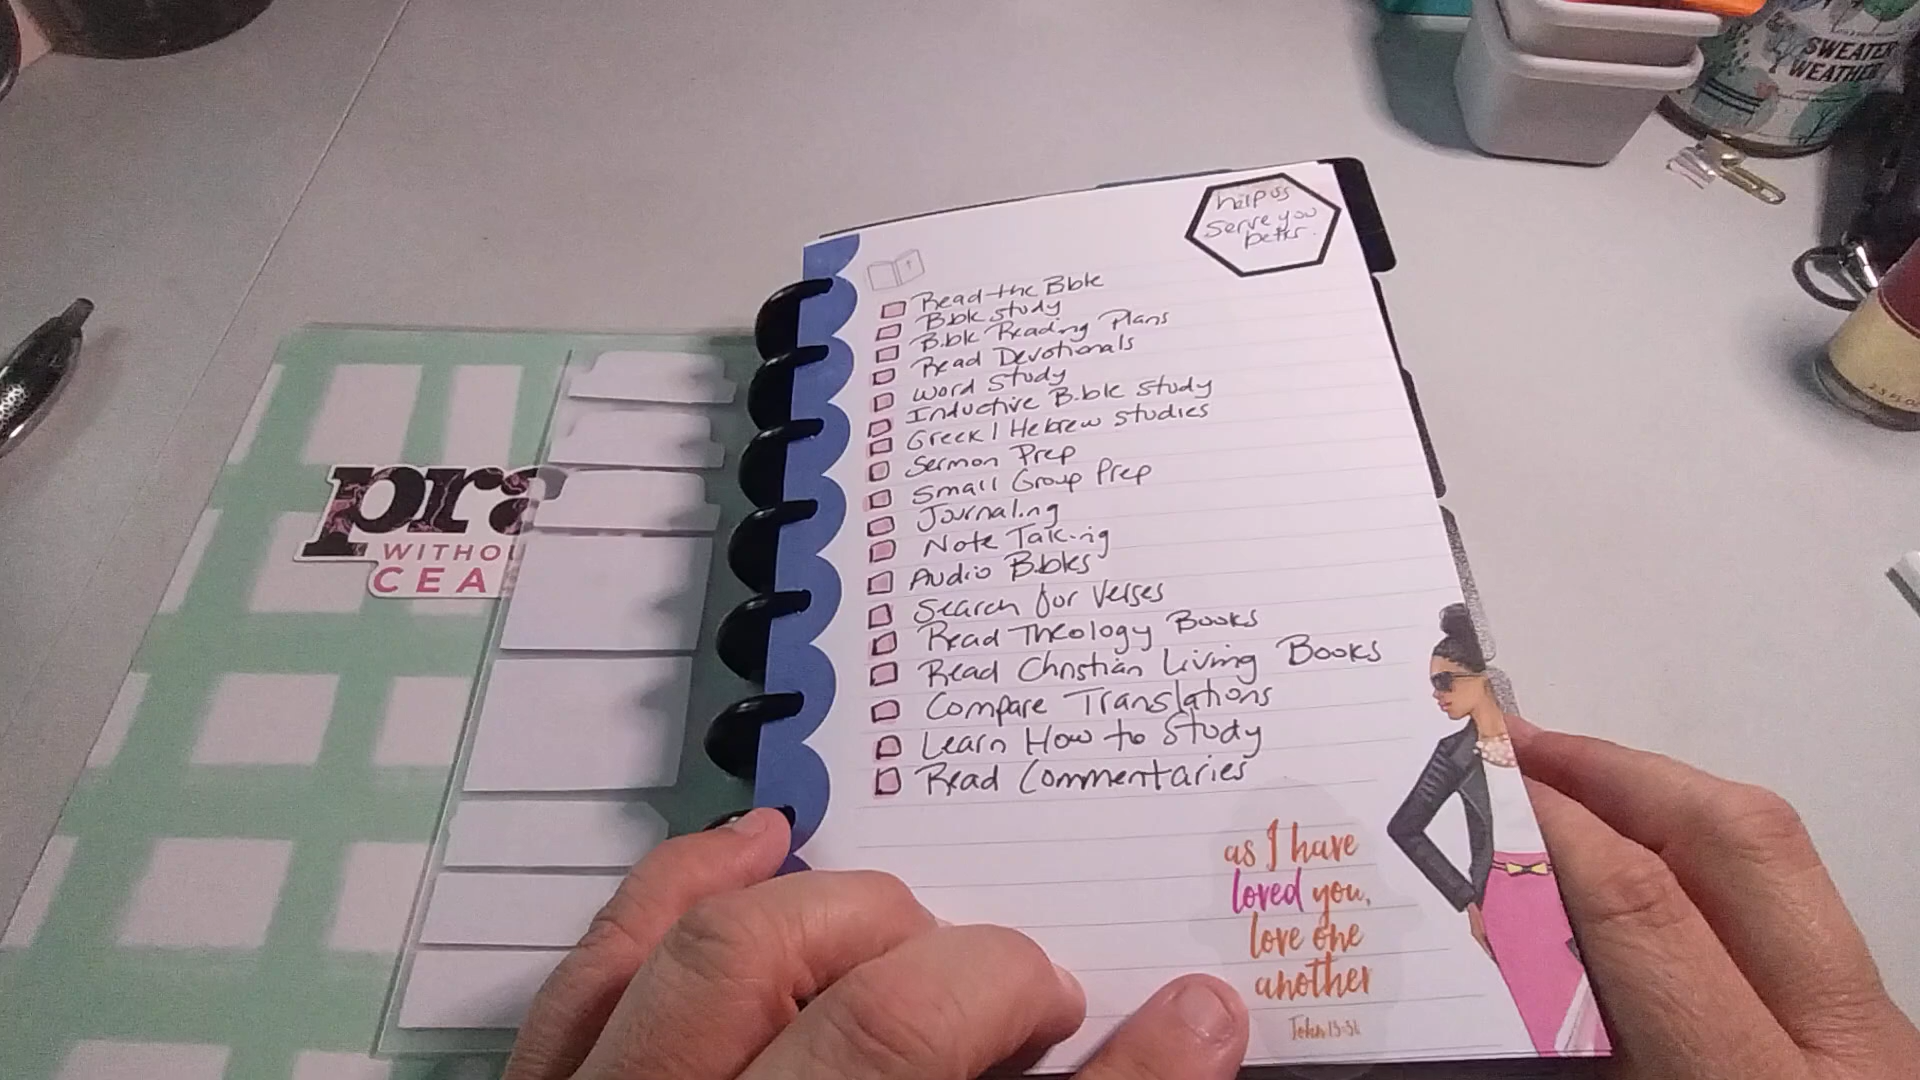 SWEATER
WEATHER
help us
serve you
better.
Read the Bible
Bible study
Bible Reading Plans
Read Devotionals
Word Study
Inductive Bible Study
Greek / Hebrew Studies
Sermon Prep
Small Group Prep
Journaling
Note Taking
Audio Bibles
Search for Verses
Read Theology Books
Read Christian Living Books
Compare Translations
Learn How to Study
Read Commentaries
pra
WITHOU
CEA
as I have
loved you,
love one
another